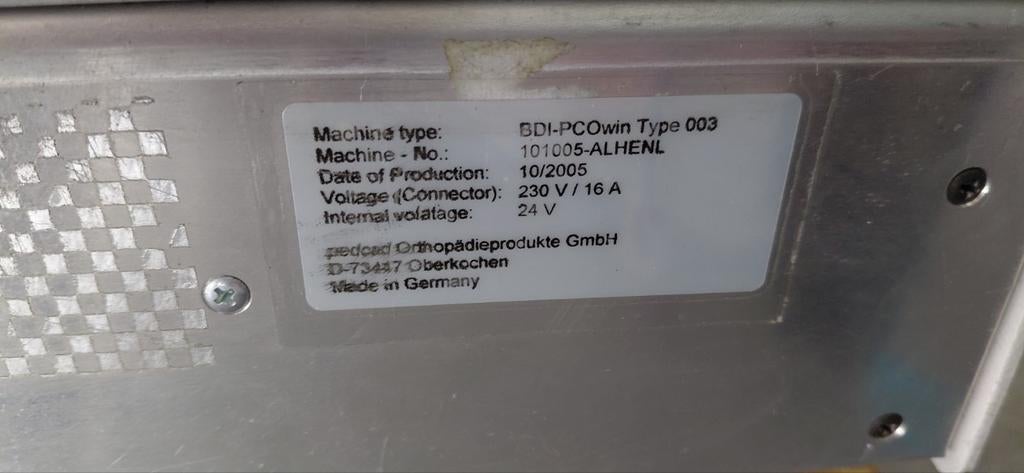 Machine type: BDI-PCOwin Type 003
Machine - No.: 101005-ALHENL
Date of Production: 10/2005
Voltage (Connector): 230 V / 16 A
Internal volatage: 24 V
pedcad Orthopädieprodukte GmbH
D-73447 Oberkochen
Made in Germany